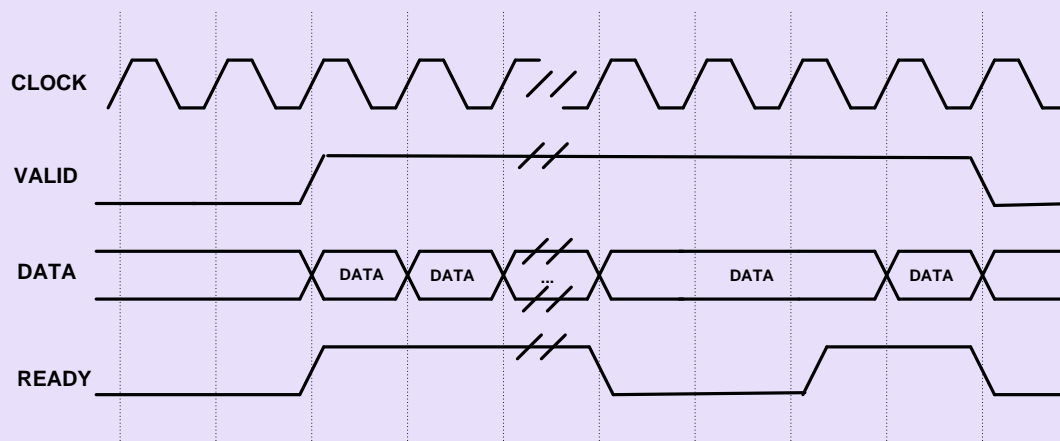 CLOCK
VALID
DATA
DATA DATA ... DATA DATA
READY